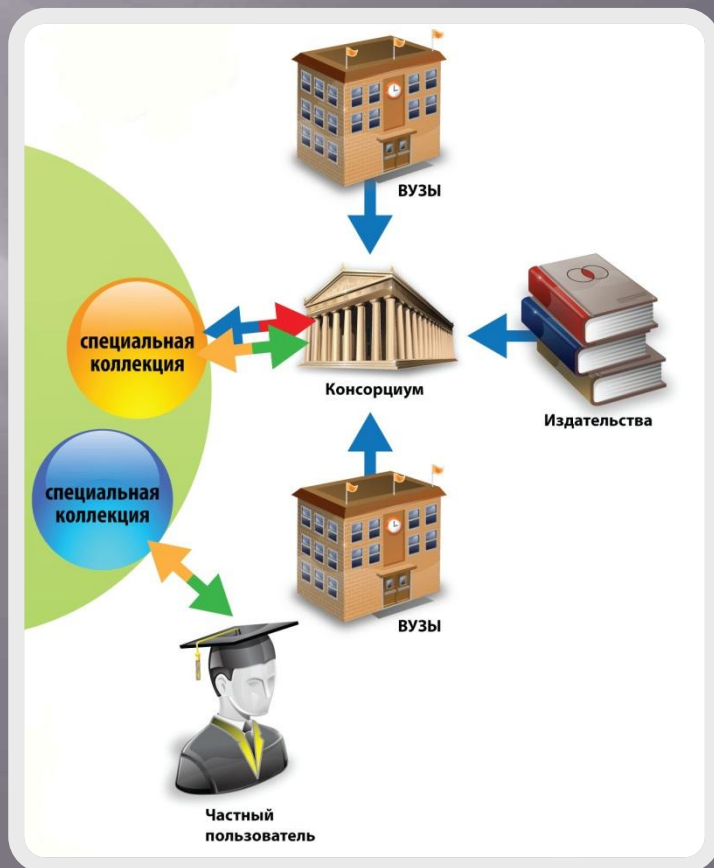 ВУЗЫ
специальная
коллекция
Консорциум
Издательства
специальная
коллекция
ВУЗЫ
Частный
пользователь